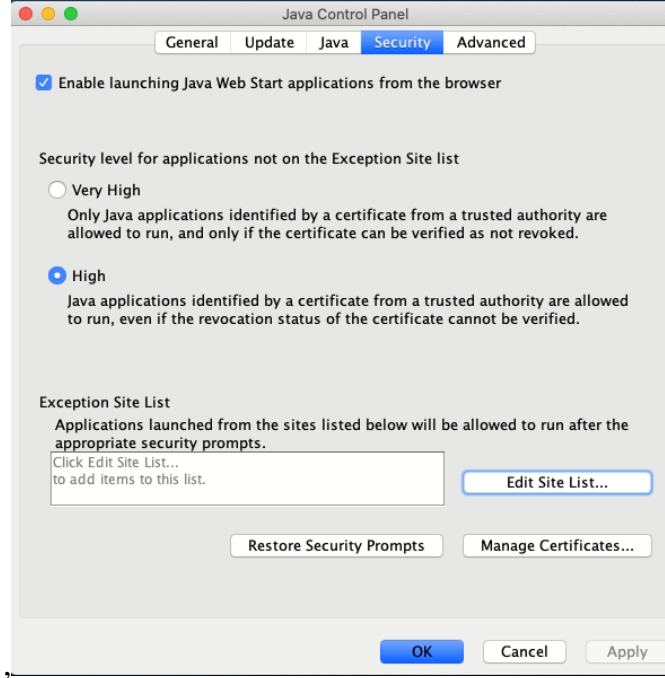 Java Control Panel
General Update Java Security Advanced
Enable launching Java Web Start applications from the browser
Security level for applications not on the Exception Site list
Very High
Only Java applications identified by a certificate from a trusted authority are
allowed to run, and only if the certificate can be verified as not revoked.
High
Java applications identified by a certificate from a trusted authority are allowed
to run, even if the revocation status of the certificate cannot be verified.
Exception Site List
Applications launched from the sites listed below will be allowed to run after the
appropriate security prompts.
Click Edit Site List...
to add items to this list.
Edit Site List...
Restore Security Prompts Manage Certificates...
OK Cancel Apply
,